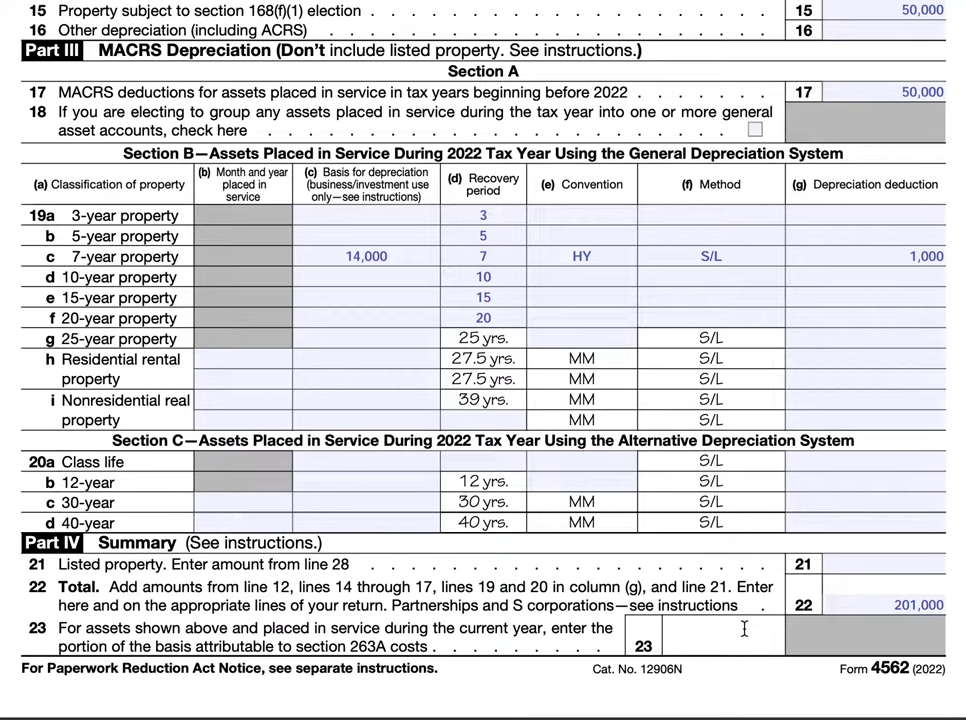 15 Property subject to section 168(f)(1) election . . . . . . . . . . . . . . . . . . . . 15 50,000
16 Other depreciation (including ACRS) . . . . . . . . . . . . . . . . . . . . . . 16
Part III MACRS Depreciation (Don't include listed property. See instructions.)
Section A
17 MACRS deductions for assets placed in service in tax years beginning before 2022 . . . . . . . 17 50,000
18 If you are electing to group any assets placed in service during the tax year into one or more general
asset accounts, check here . . . . . . . . . . . . . . . . . . . . . .
Section B—Assets Placed in Service During 2022 Tax Year Using the General Depreciation System
(a) Classification of property
(b) Month and year
placed in
service
(c) Basis for depreciation
(business/investment use
only—see instructions)
(d) Recovery
period
(e) Convention
(f) Method
(g) Depreciation deduction
19a 3-year property 3
b 5-year property 5
c 7-year property 14,000 7 HY S/L 1,000
d 10-year property 10
e 15-year property 15
f 20-year property 20
g 25-year property 25 yrs. S/L
h Residential rental 27.5 yrs. MM S/L
property 27.5 yrs. MM S/L
i Nonresidential real 39 yrs. MM S/L
property MM S/L
Section C—Assets Placed in Service During 2022 Tax Year Using the Alternative Depreciation System
20a Class life S/L
b 12-year 12 yrs. S/L
c 30-year 30 yrs. MM S/L
d 40-year 40 yrs. MM S/L
Part IV Summary (See instructions.)
21 Listed property. Enter amount from line 28 . . . . . . . . . . . . . . . . . . . . 21
22 Total. Add amounts from line 12, lines 14 through 17, lines 19 and 20 in column (g), and line 21. Enter
here and on the appropriate lines of your return. Partnerships and S corporations—see instructions . 22 201,000
23 For assets shown above and placed in service during the current year, enter the
portion of the basis attributable to section 263A costs . . . . . . . . . 23
For Paperwork Reduction Act Notice, see separate instructions. Cat. No. 12906N Form 4562 (2022)